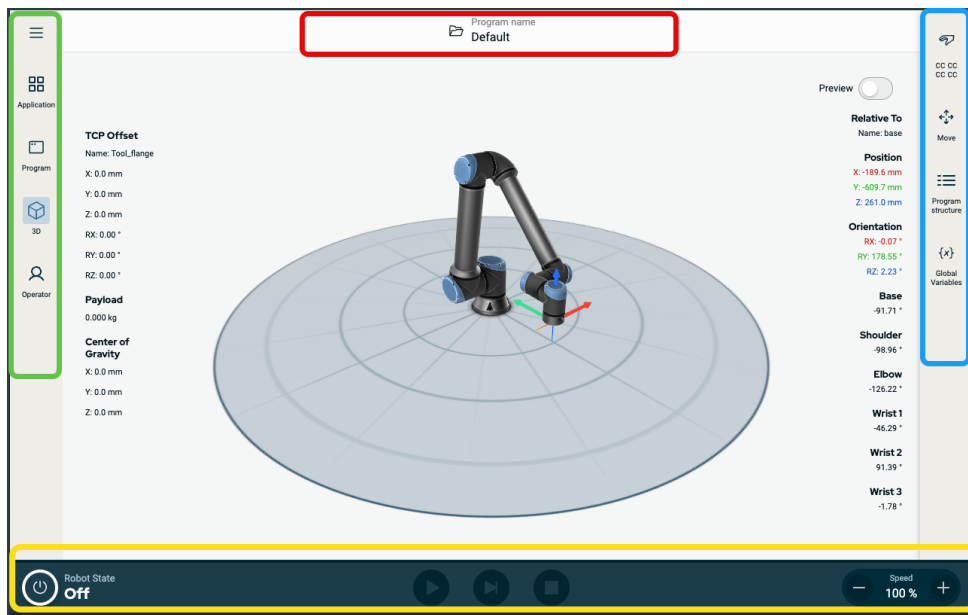 Program name
Default
Application
Program
3D
Operator
TCP Offset
Name: Tool_flange
X: 0.0 mm
Y: 0.0 mm
Z: 0.0 mm
RX: 0.00 °
RY: 0.00 °
RZ: 0.00 °
Payload
0.000 kg
Center of
Gravity
X: 0.0 mm
Y: 0.0 mm
Z: 0.0 mm
Preview
Relative To
Name: base
Position
X: -189.6 mm
Y: -609.7 mm
Z: 261.0 mm
Orientation
RX: -0.07 °
RY: 178.55 °
RZ: 2.23 °
Base
-91.71 °
Shoulder
-98.96 °
Elbow
-126.22 °
Wrist 1
-46.29 °
Wrist 2
91.39 °
Wrist 3
-1.78 °
CC CC
CC CC
Move
Program
structure
{x}
Global
Variables
Robot State
Off
Speed
100 %